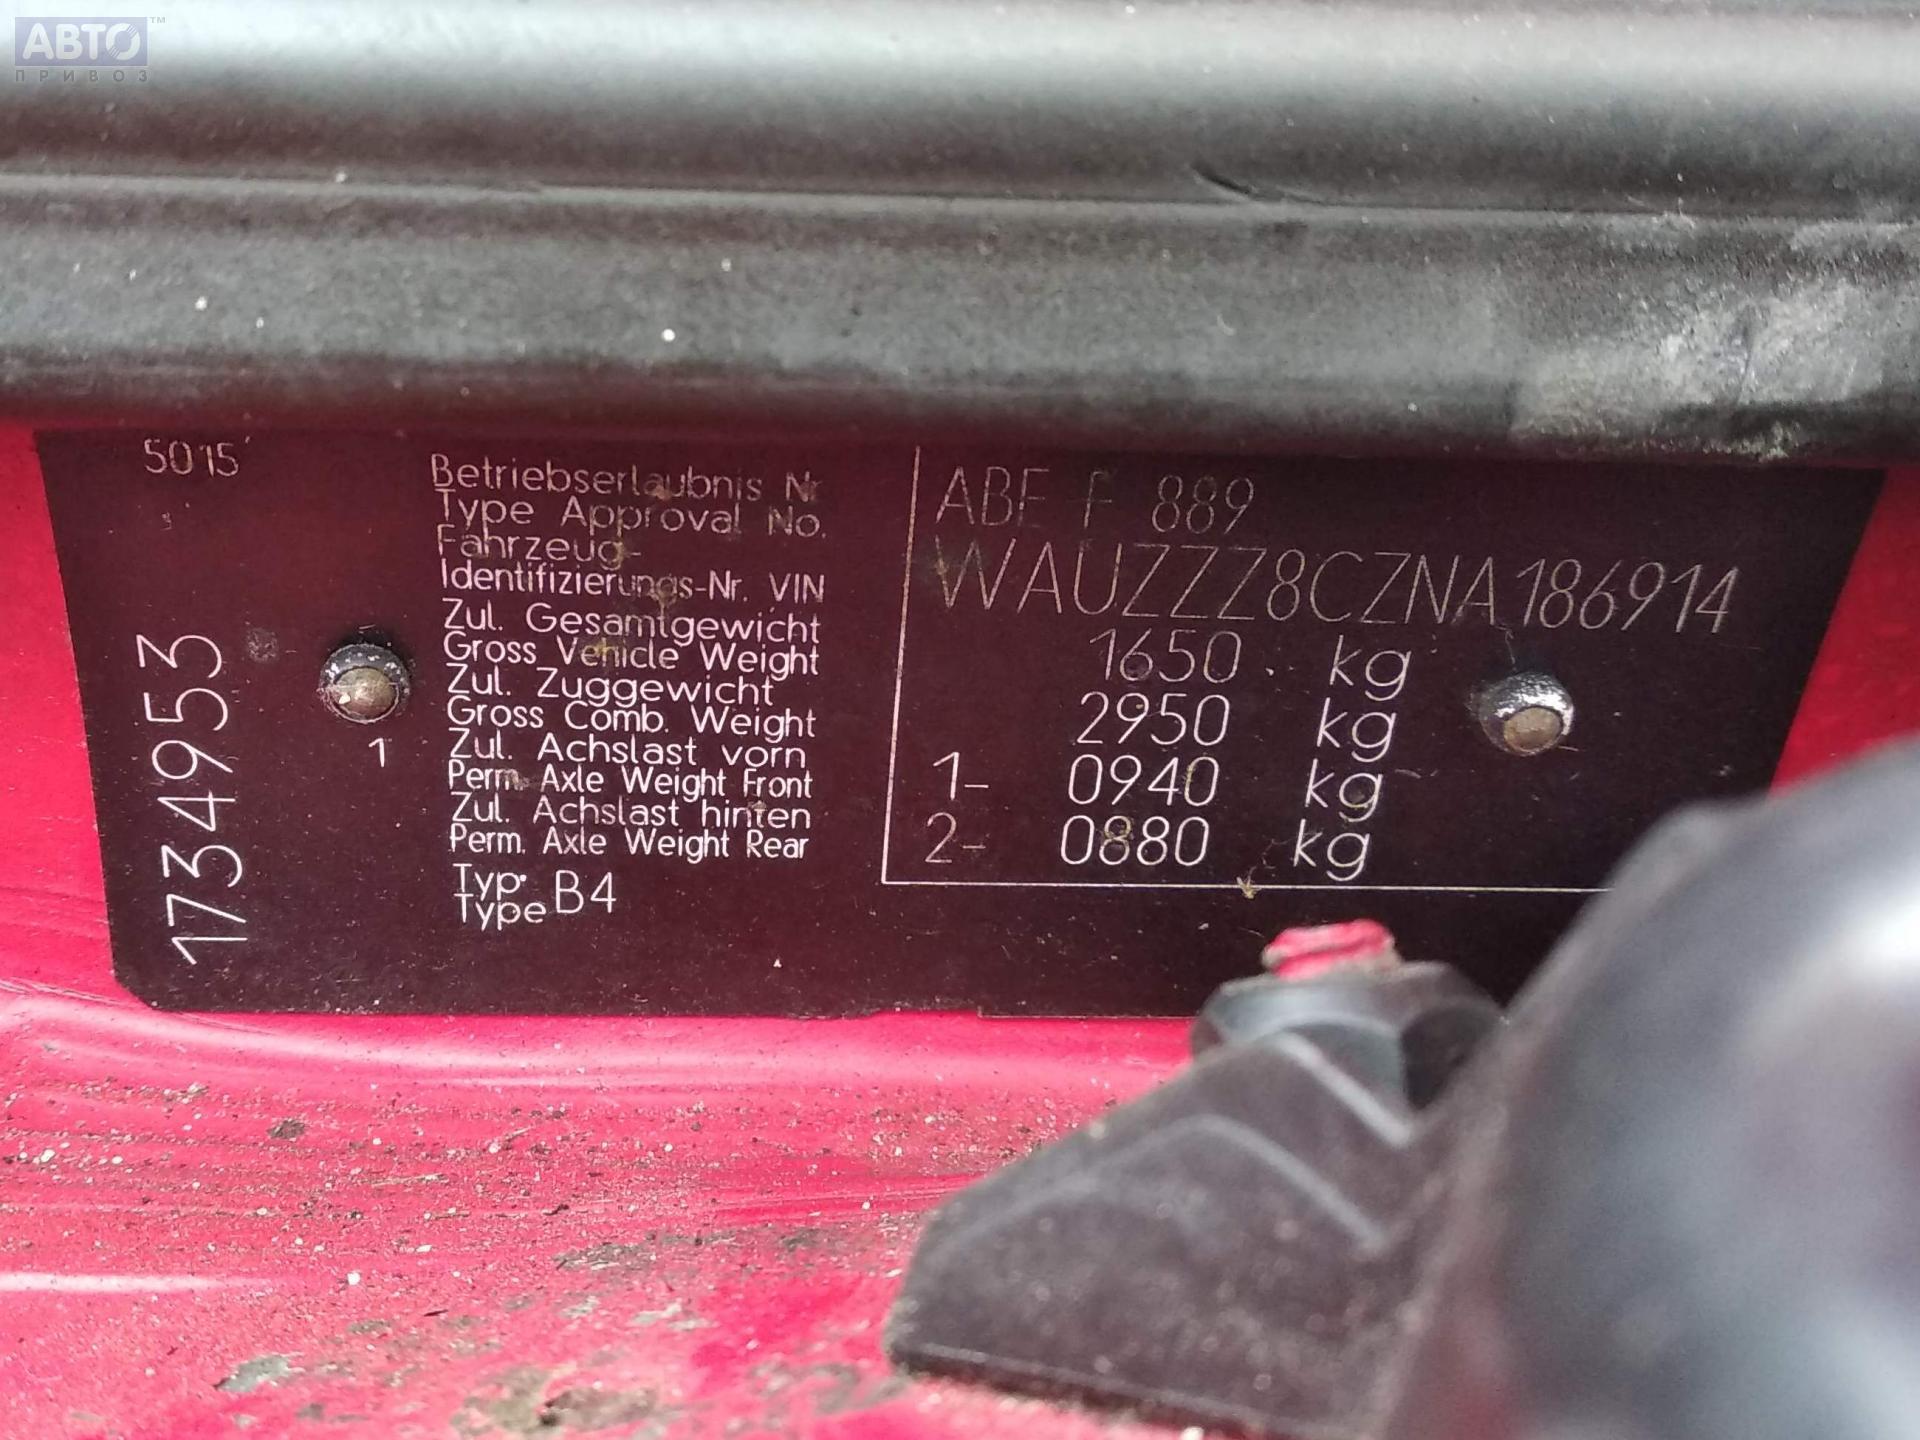 АВТО™
ПРИВОЗ
5015
1734953
1
Betriebserlaubnis Nr
Type Approval No.
Fahrzeug-
Identifizierungs-Nr. VIN
Zul. Gesamtgewicht
Gross Vehicle Weight
Zul. Zuggewicht
Gross Comb. Weight
Zul. Achslast vorn
Perm. Axle Weight Front
Zul. Achslast hinten
Perm. Axle Weight Rear
Typ.
Type B4
ABE F 889
WAUZZZ8CZNA186914
1650 kg
2950 kg
1- 0940 kg
2- 0880 kg